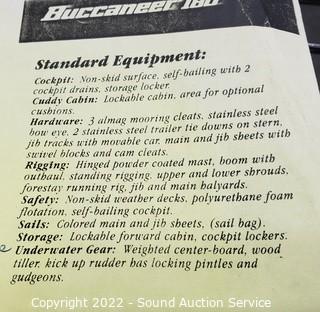 Buccaneer 180
Standard Equipment:
Cockpit: Non-skid surface, self-bailing with 2
cockpit drains, storage locker.
Cuddy Cabin: Lockable cabin, area for optional
cushions.
Hardware: 3 almag mooring cleats, stainless steel
bow eye, 2 stainless steel trailer tie downs on stern,
jib tracks with movable car, main and jib sheets with
swivel blocks and cam cleats.
Rigging: Hinged powder coated mast, boom with
outhaul, standing rigging, upper and lower shrouds,
forestay running rig, jib and main halyards.
Safety: Non-skid weather decks, polyurethane foam
flotation, self-bailing cockpit.
Sails: Colored main and jib sheets, (sail bag).
Storage: Lockable forward cabin, cockpit lockers.
Underwater Gear: Weighted center-board, wood
tiller, kick up rudder has locking pintles and
gudgeons.
Copyright 2022 - Sound Auction Service